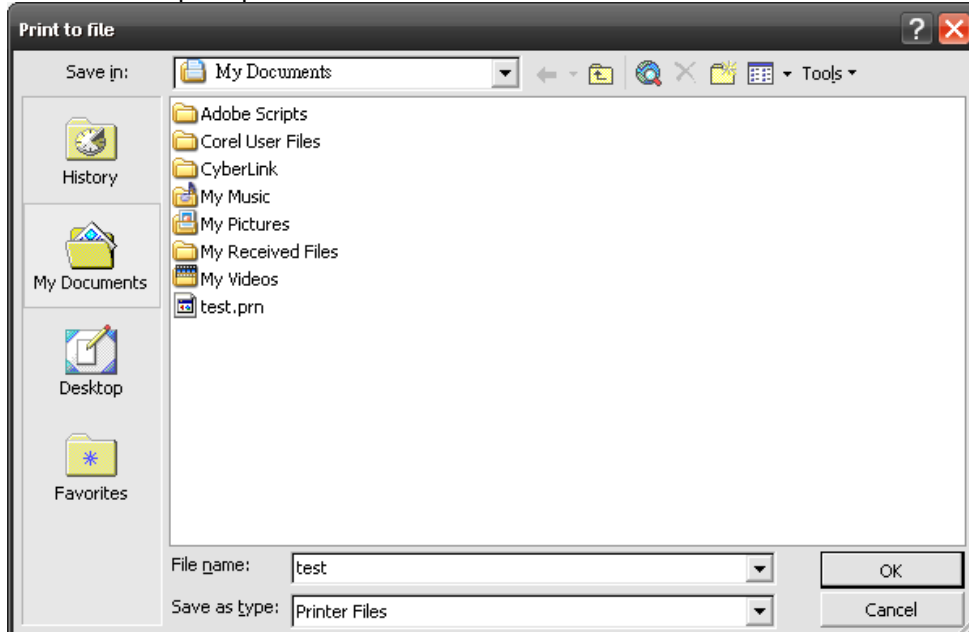 Print to file
Save in:
My Documents
Tools
History
My Documents
Desktop
Favorites
Adobe Scripts
Corel User Files
CyberLink
My Music
My Pictures
My Received Files
My Videos
test.prn
File name:
test
OK
Save as type:
Printer Files
Cancel